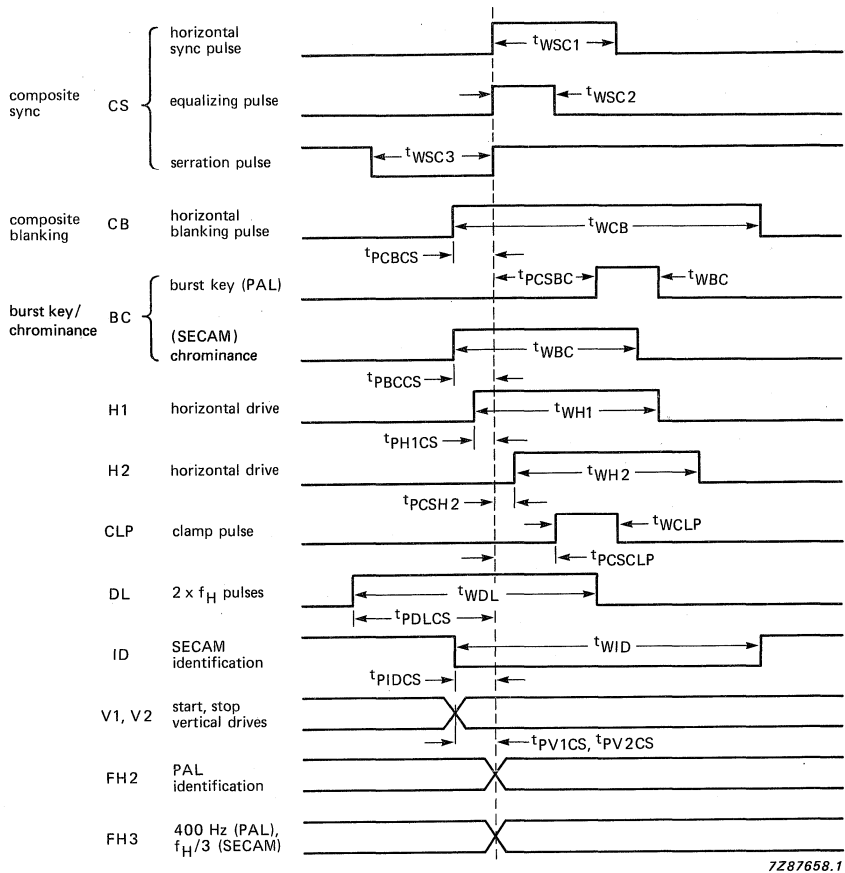 horizontal
sync pulse
tWSC1
composite
sync
CS
equalizing pulse
tWSC2
serration pulse
tWSC3
composite
blanking
CB
horizontal
blanking pulse
tWCB
tPCBCS
burst key (PAL)
tPCSBC
tWBC
burst key/
chrominance
BC
(SECAM)
chrominance
tWBC
tPBCCS
H1
horizontal drive
tWH1
tPH1CS
H2
horizontal drive
tWH2
tPCSH2
CLP
clamp pulse
tWCLP
tPCSCLP
DL
2 x fH pulses
tWDL
tPDLCS
ID
SECAM
identification
tWID
tPIDCS
V1, V2
start, stop
vertical drives
tPV1CS, tPV2CS
FH2
PAL
identification
FH3
400 Hz (PAL),
fH/3 (SECAM)
7Z87658.1